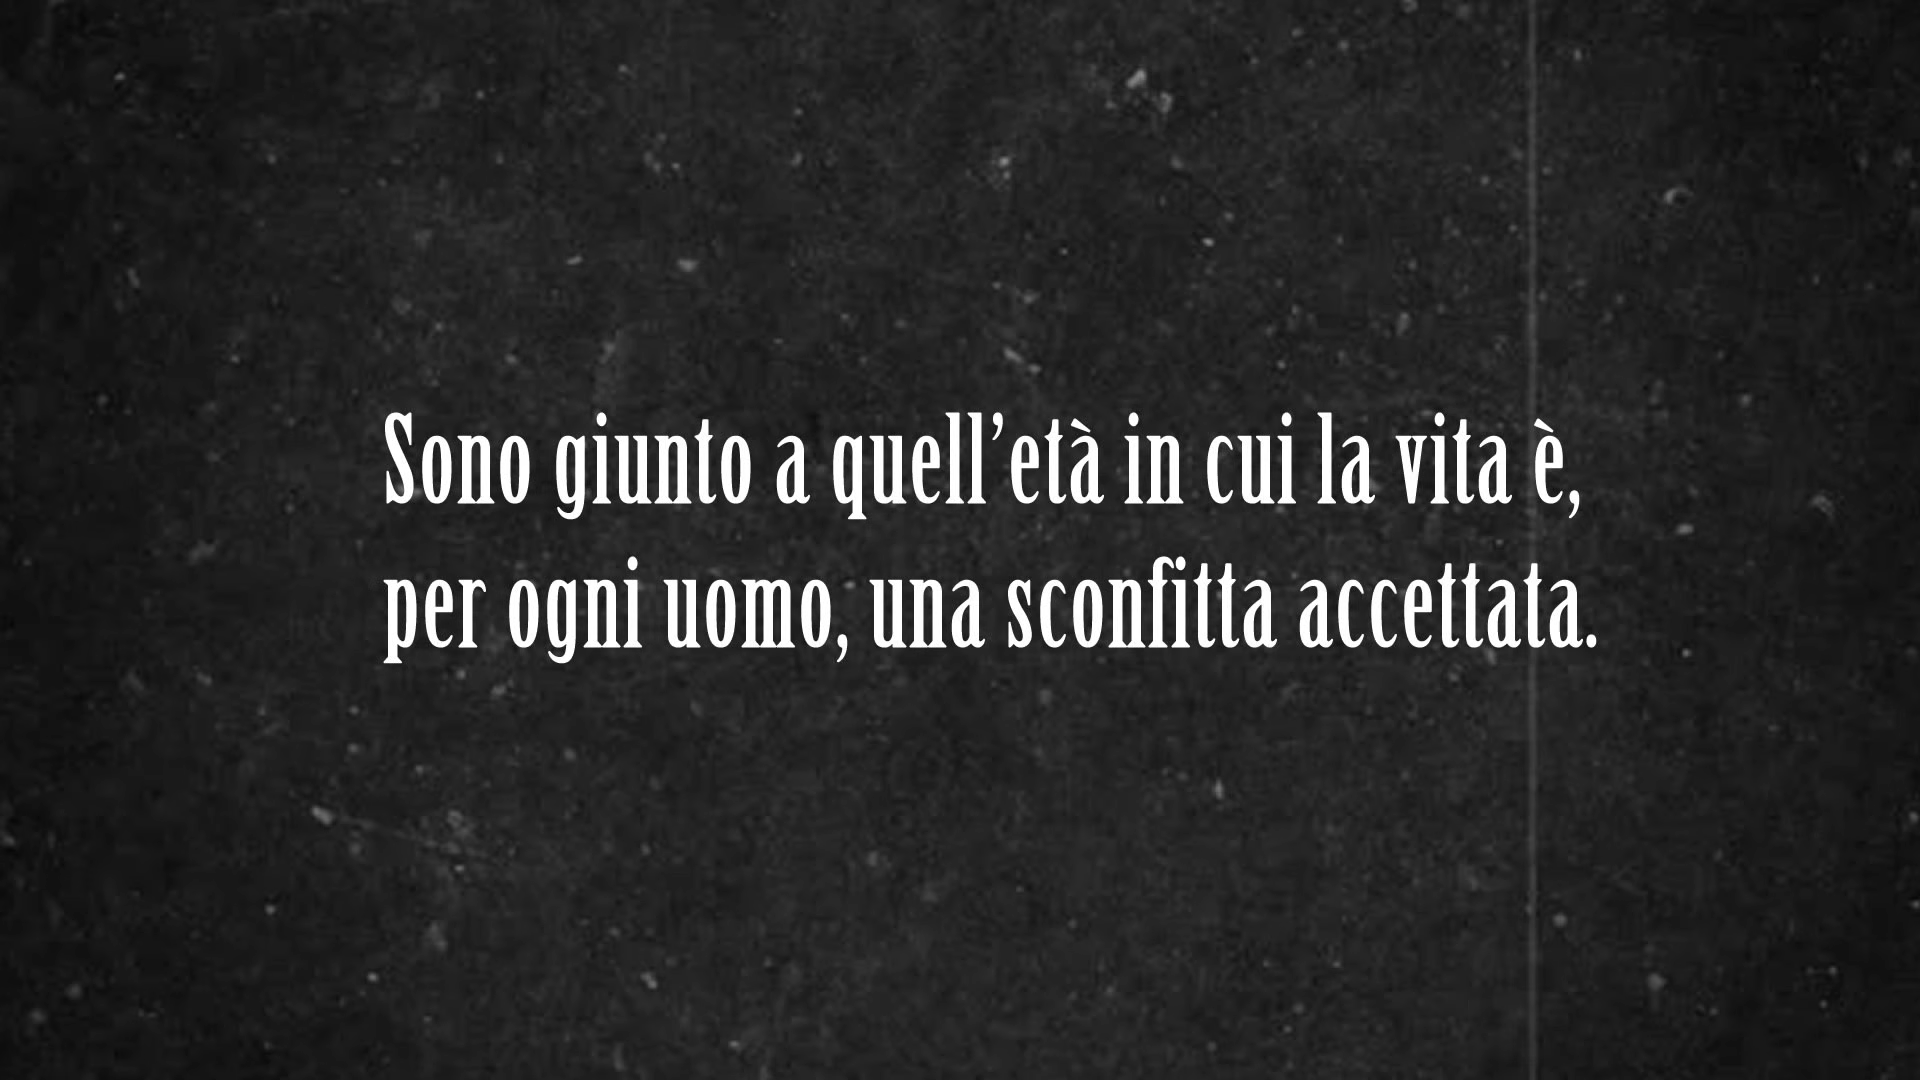 Sono giunto a quell’età in cui la vita è,
per ogni uomo, una sconfitta accettata.